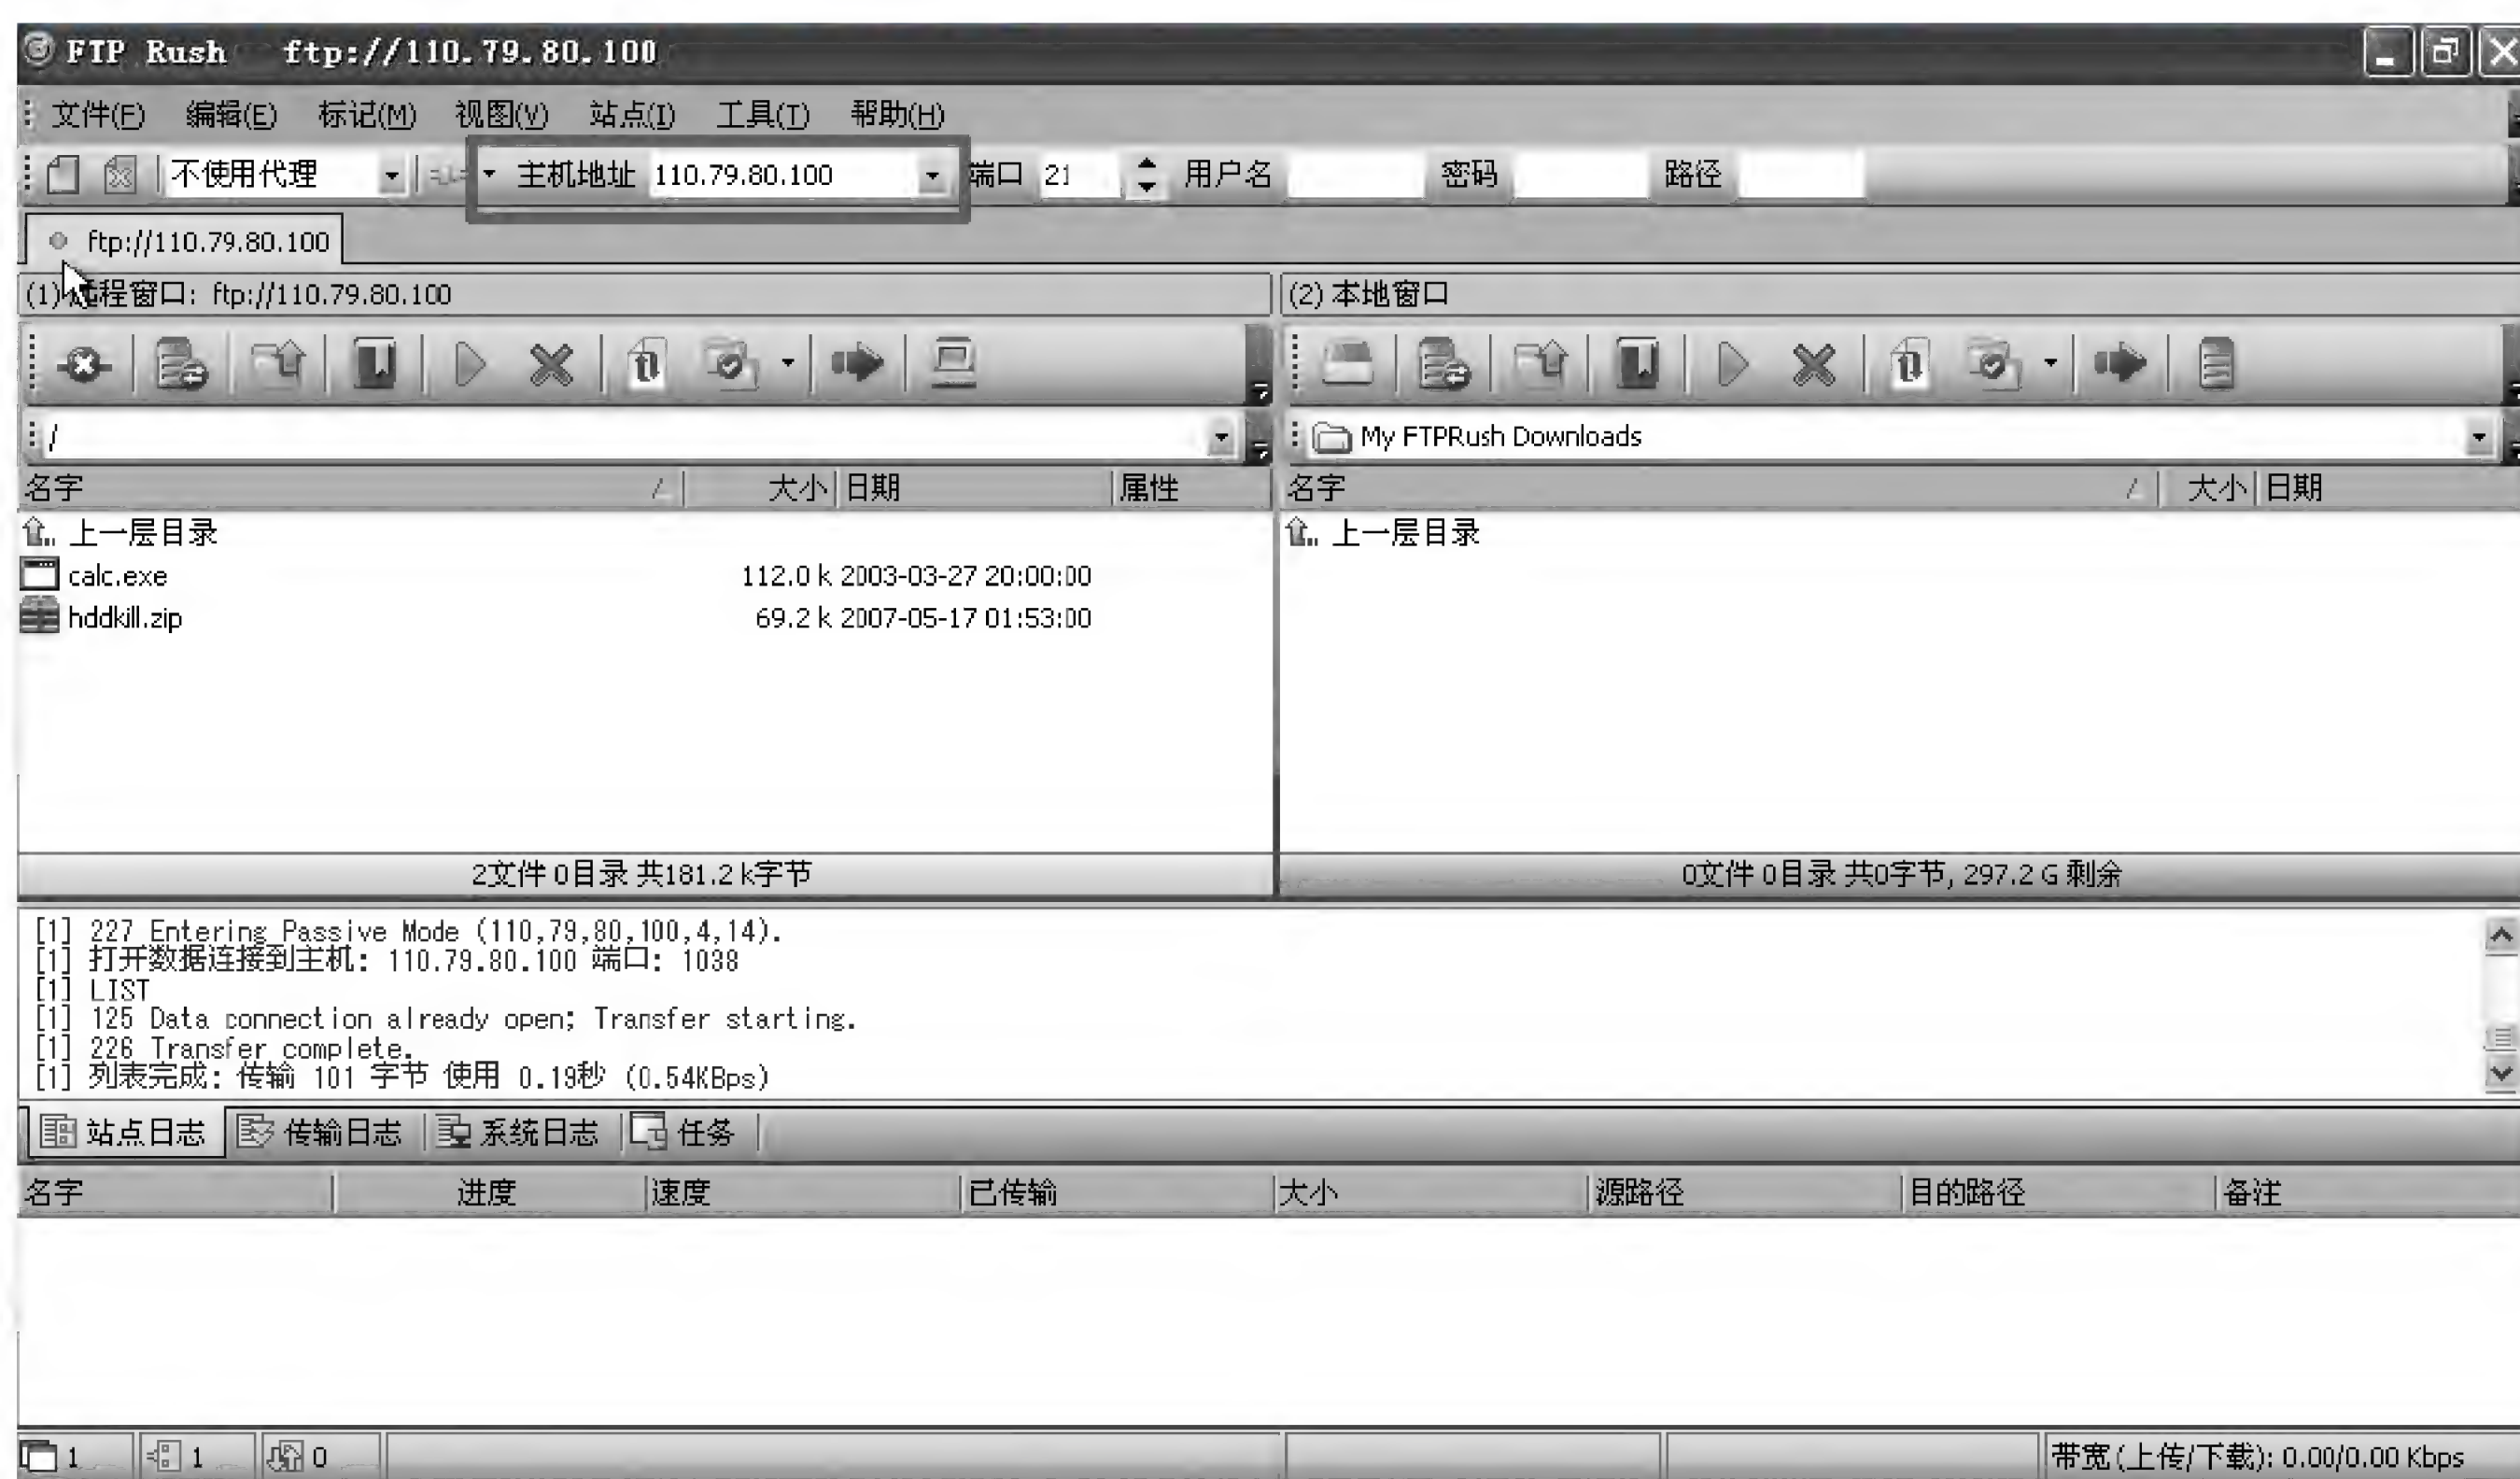 FTP Rush ftp://110.79.80.100
文件(F) 编辑(E) 标记(M) 视图(V) 站点(I) 工具(T) 帮助(H)
不使用代理 主机地址 110.79.80.100 端口 21 用户名 密码 路径
ftp://110.79.80.100
(1) 程窗口: ftp://110.79.80.100
(2) 本地窗口
/
My FTPRush Downloads
名字 大小 日期 属性
名字 大小 日期
上一层目录
上一层目录
calc.exe 112.0 k 2003-03-27 20:00:00
hddkill.zip 69.2 k 2007-05-17 01:53:00
2文件 0目录 共181.2 k字节
0文件 0目录 共0字节, 297.2 G 剩余
[1] 227 Entering Passive Mode (110,79,80,100,4,14).
[1] 打开数据连接到主机: 110.79.80.100 端口: 1038
[1] LIST
[1] 125 Data connection already open; Transfer starting.
[1] 226 Transfer complete.
[1] 列表完成: 传输 101 字节 使用 0.19秒 (0.54KBps)
站点日志 传输日志 系统日志 任务
名字 进度 速度 已传输 大小 源路径 目的路径 备注
1 1 0 带宽(上传/下载): 0.00/0.00 Kbps